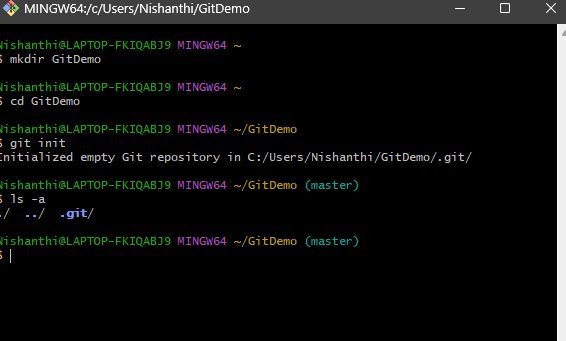 MINGW64:/c/Users/Nishanthi/GitDemo
Nishanthi@LAPTOP-FKIQABJ9 MINGW64 ~
$ mkdir GitDemo
Nishanthi@LAPTOP-FKIQABJ9 MINGW64 ~
$ cd GitDemo
Nishanthi@LAPTOP-FKIQABJ9 MINGW64 ~/GitDemo
$ git init
Initialized empty Git repository in C:/Users/Nishanthi/GitDemo/.git/
Nishanthi@LAPTOP-FKIQABJ9 MINGW64 ~/GitDemo (master)
$ ls -a
./  ../  .git/
Nishanthi@LAPTOP-FKIQABJ9 MINGW64 ~/GitDemo (master)
$